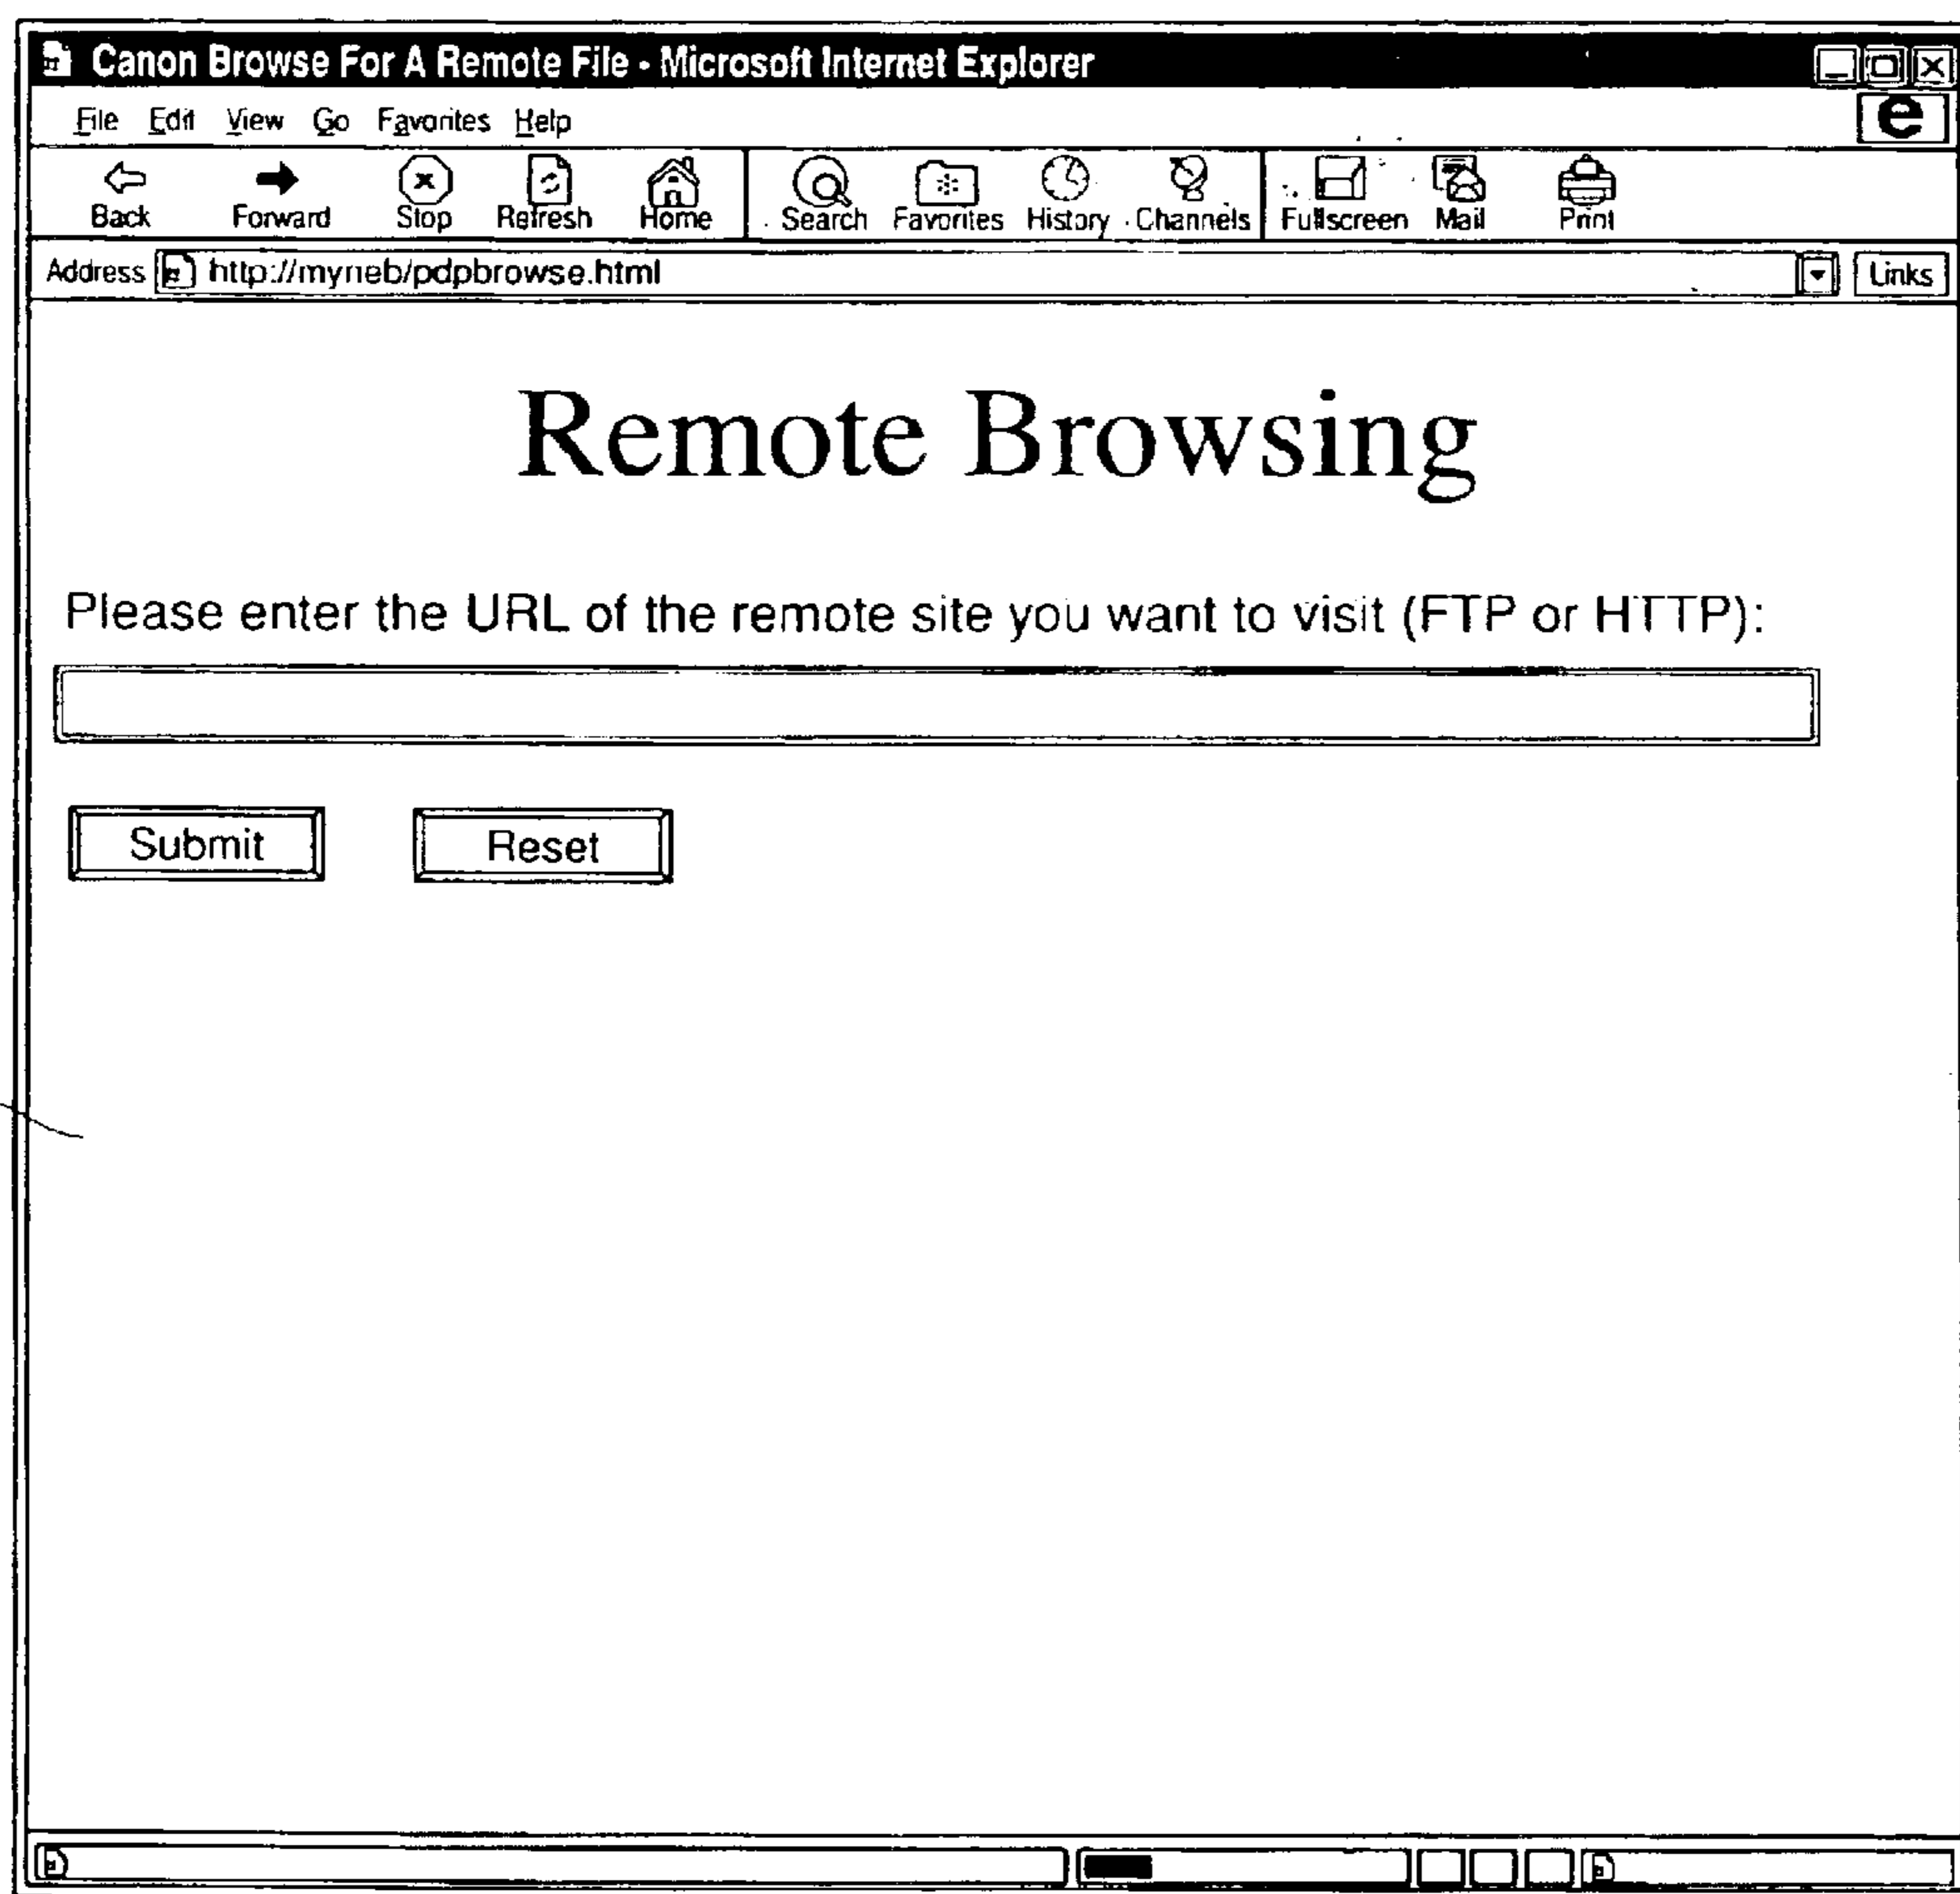 Canon Browse For A Remote File - Microsoft Internet Explorer
File Edit View Go Favorites Help
e
Back Forward Stop Refresh Home Search Favorites History Channels Fullscreen Mail Print
Address http://myneb/pdpbrowse.html Links
Remote Browsing
Please enter the URL of the remote site you want to visit (FTP or HTTP):
Submit Reset